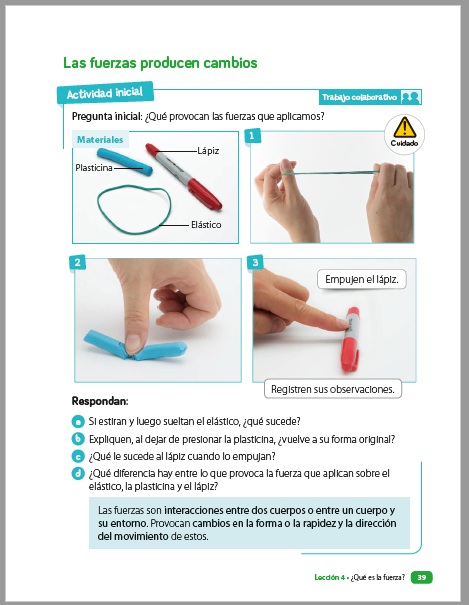 Las fuerzas producen cambios
Actividad inicial
Trabajo colaborativo
Pregunta inicial: ¿Qué provocan las fuerzas que aplicamos?
Materiales
Lápiz
Plasticina
Elástico
1
Cuidado
2
3
Empujen el lápiz.
Registren sus observaciones.
Respondan:
a Si estiran y luego sueltan el elástico, ¿qué sucede?
b Expliquen, al dejar de presionar la plasticina, ¿vuelve a su forma original?
c ¿Qué le sucede al lápiz cuando lo empujan?
d ¿Qué diferencia hay entre lo que provoca la fuerza que aplican sobre el
elástico, la plasticina y el lápiz?
Las fuerzas son interacciones entre dos cuerpos o entre un cuerpo y
su entorno. Provocan cambios en la forma o la rapidez y la dirección
del movimiento de estos.
Lección 4 • ¿Qué es la fuerza? 39